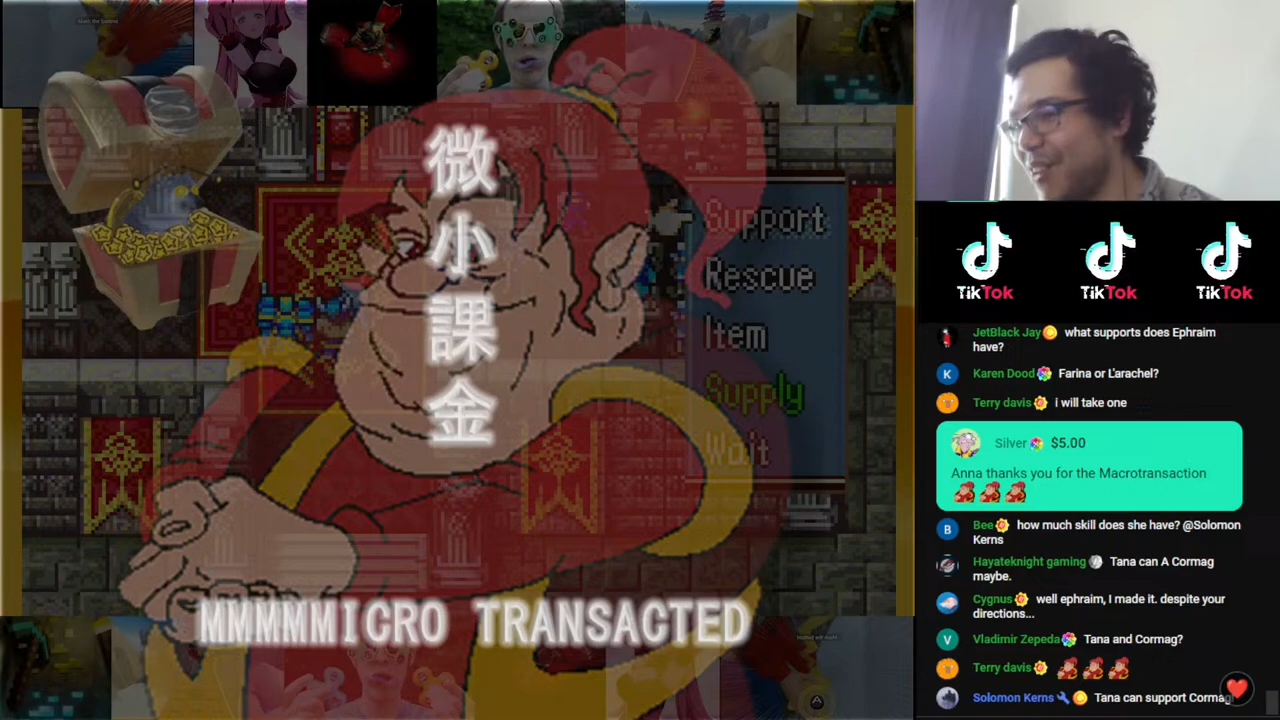 微
小
課
金
Support
Rescue
Item
Supply
Wait
MMMMMICRO TRANSACTED
TikTok TikTok TikTok
JetBlack Jay what supports does Ephraim
have?
Karen Dood Farina or L'arachel?
Terry davis i will take one
Silver $5.00
Anna thanks you for the Macrotransaction
Bee how much skill does she have? @Solomon
Kerns
Hayateknight gaming Tana can A Cormag
maybe.
Cygnus well ephraim, I made it. despite your
directions...
Vladimir Zepeda Tana and Cormag?
Terry davis
Solomon Kerns Tana can support Cormag